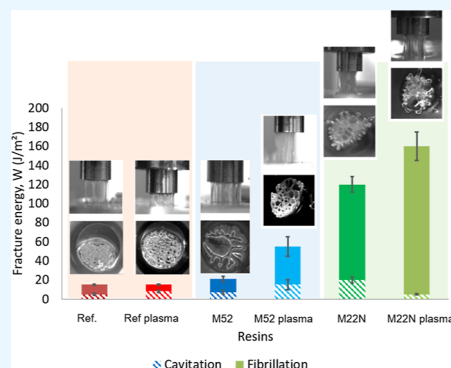 Fracture energy, W (J/m²)
200
180
160
140
120
100
80
60
40
20
0
Ref. Ref plasma M52 M52 plasma M22N M22N plasma
Resins
Cavitation Fibrillation